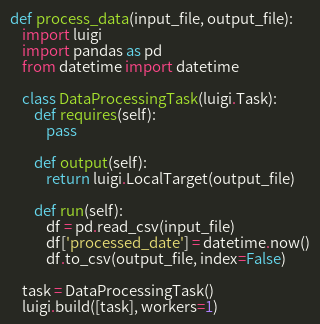 def process_data(input_file, output_file):
    import luigi
    import pandas as pd
    from datetime import datetime

    class DataProcessingTask(luigi.Task):
        def requires(self):
            pass

        def output(self):
            return luigi.LocalTarget(output_file)

        def run(self):
            df = pd.read_csv(input_file)
            df['processed_date'] = datetime.now()
            df.to_csv(output_file, index=False)

    task = DataProcessingTask()
    luigi.build([task], workers=1)